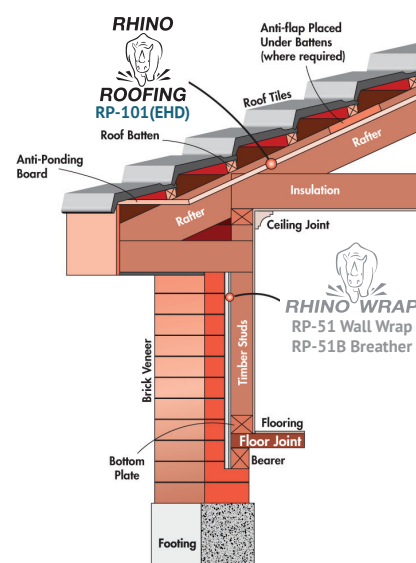 RHINO
ROOFING
RP-101(EHD)
Anti-flap Placed
Under Battens
(where required)
Roof Tiles
Roof Batten
Rafter
Anti-Ponding
Board
Insulation
Rafter
Ceiling Joint
RHINO WRAP
RP-51 Wall Wrap
RP-51B Breather
Timber Studs
Brick Veneer
Flooring
Floor Joint
Bottom
Plate
Bearer
Footing